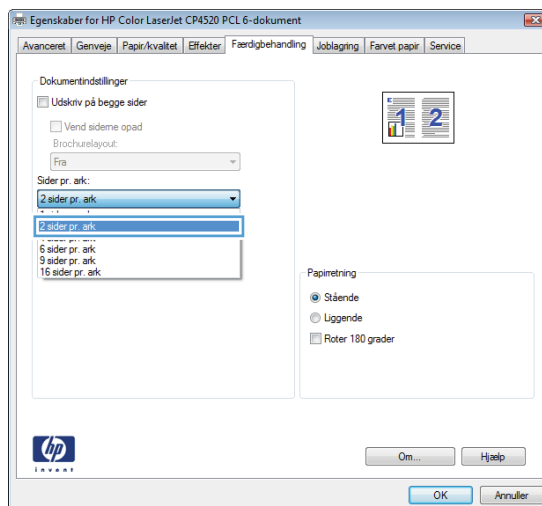 Egenskaber for HP Color LaserJet CP4520 PCL 6-dokument
Avanceret Genveje Papir/kvalitet Effekter Færdigbehandling Joblagring Farvet papir Service
Dokumentindstillinger
Udskriv på begge sider
Vend siderne opad
Brochurelayout:
Fra
Sider pr. ark:
2 sider pr. ark
2 sider pr. ark
6 sider pr. ark
9 sider pr. ark
16 sider pr. ark
1 2
Papirretning
Stående
Liggende
Roter 180 grader
hp
invent
Om... Hjælp
OK Annuller